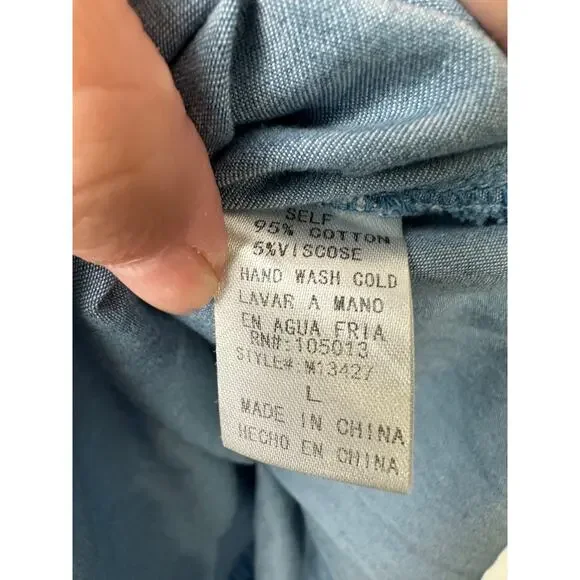 SELF
95% COTTON
5%VISCOSE
HAND WASH COLD
LAVAR A MANO
EN AGUA FRIA
RN#:105013
STYLE#:M13427
L
MADE IN CHINA
HECHO EN CHINA